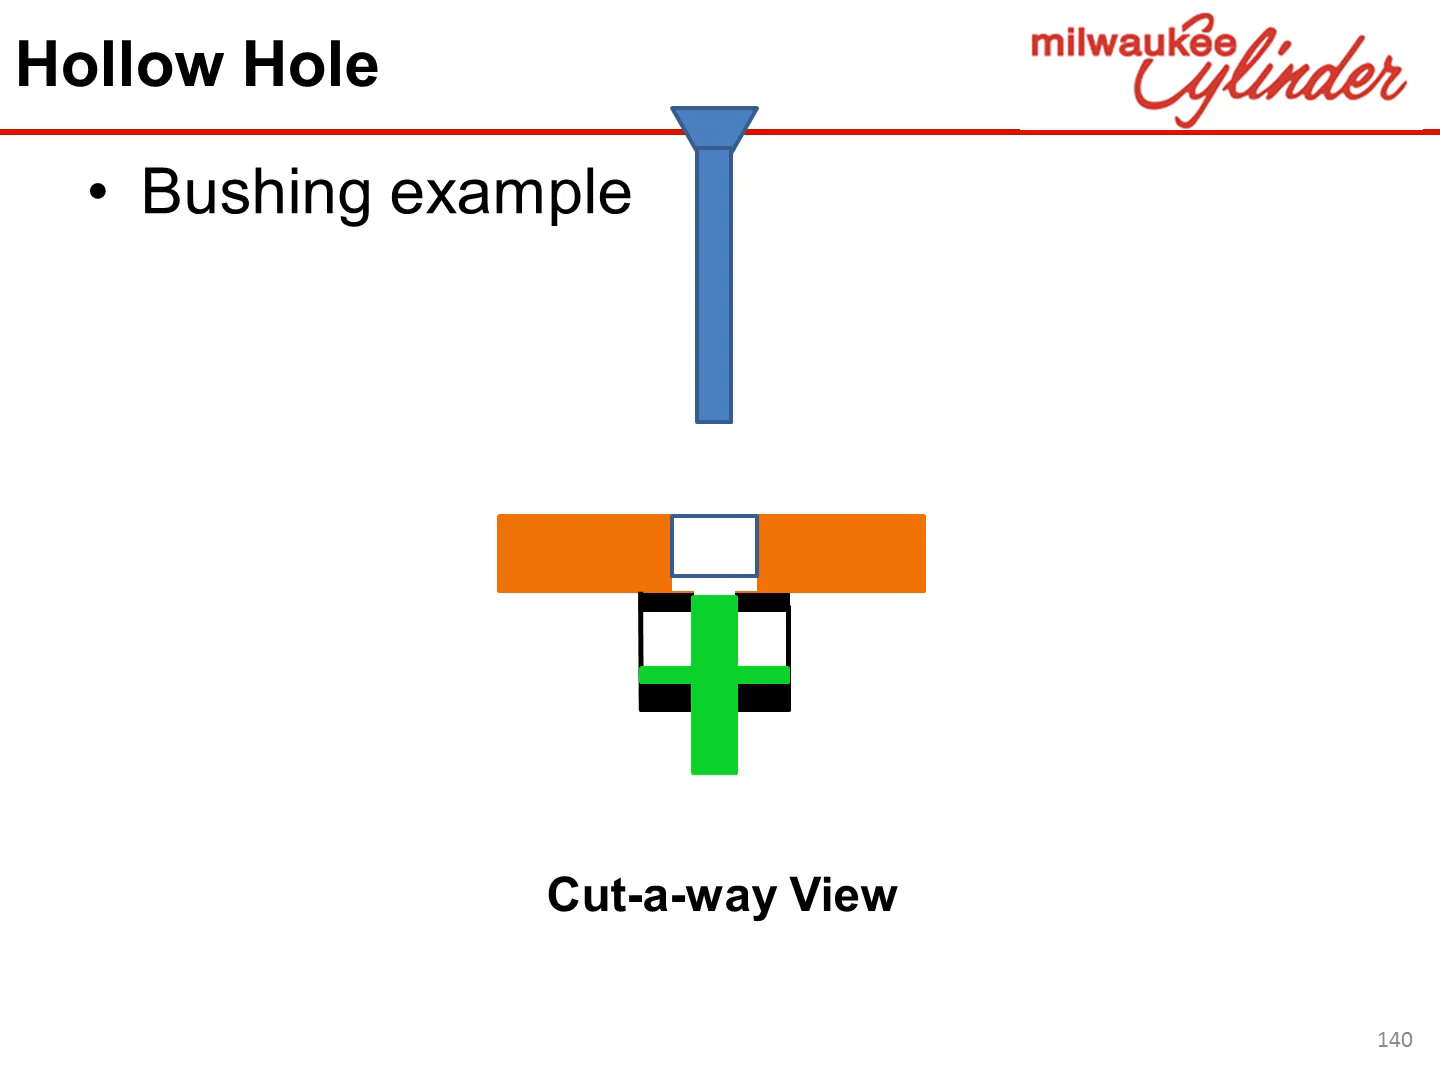 Hollow Hole
milwaukee
Cylinder
• Bushing example
Cut-a-way View
140